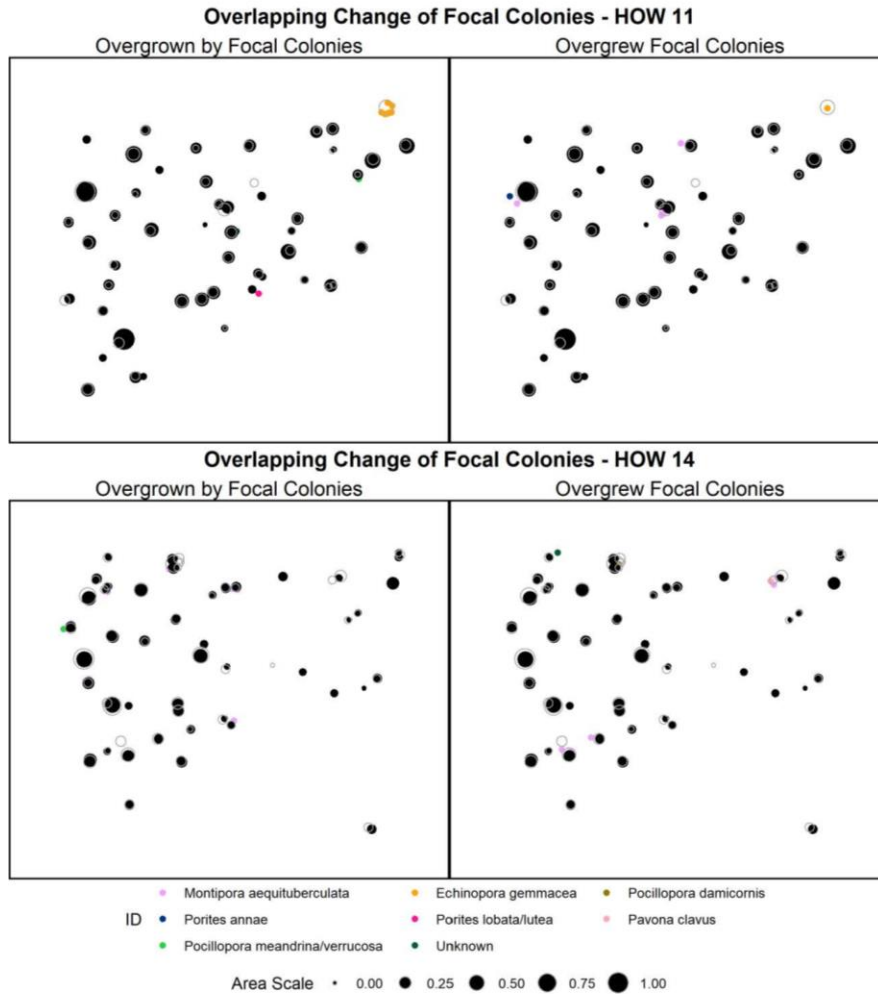 Overlapping Change of Focal Colonies - HOW 11
Overgrown by Focal Colonies Overgrew Focal Colonies
Overlapping Change of Focal Colonies - HOW 14
Overgrown by Focal Colonies Overgrew Focal Colonies
Montipora aequituberculata Echinopora gemmacea Pocillopora damicornis
ID Porites annae Porites lobata/lutea Pavona clavus
Pocillopora meandrina/verrucosa Unknown
Area Scale 0.00 0.25 0.50 0.75 1.00